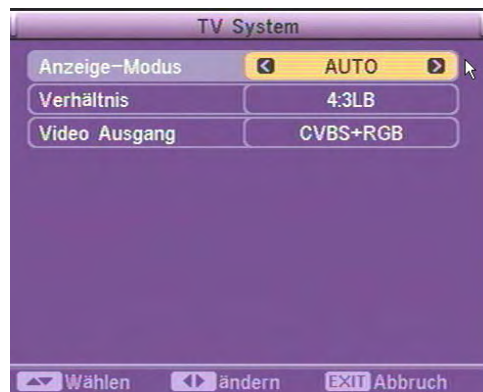 TV System
Anzeige-Modus AUTO
Verhältnis 4:3LB
Video Ausgang CVBS+RGB
Wählen ändern EXIT Abbruch